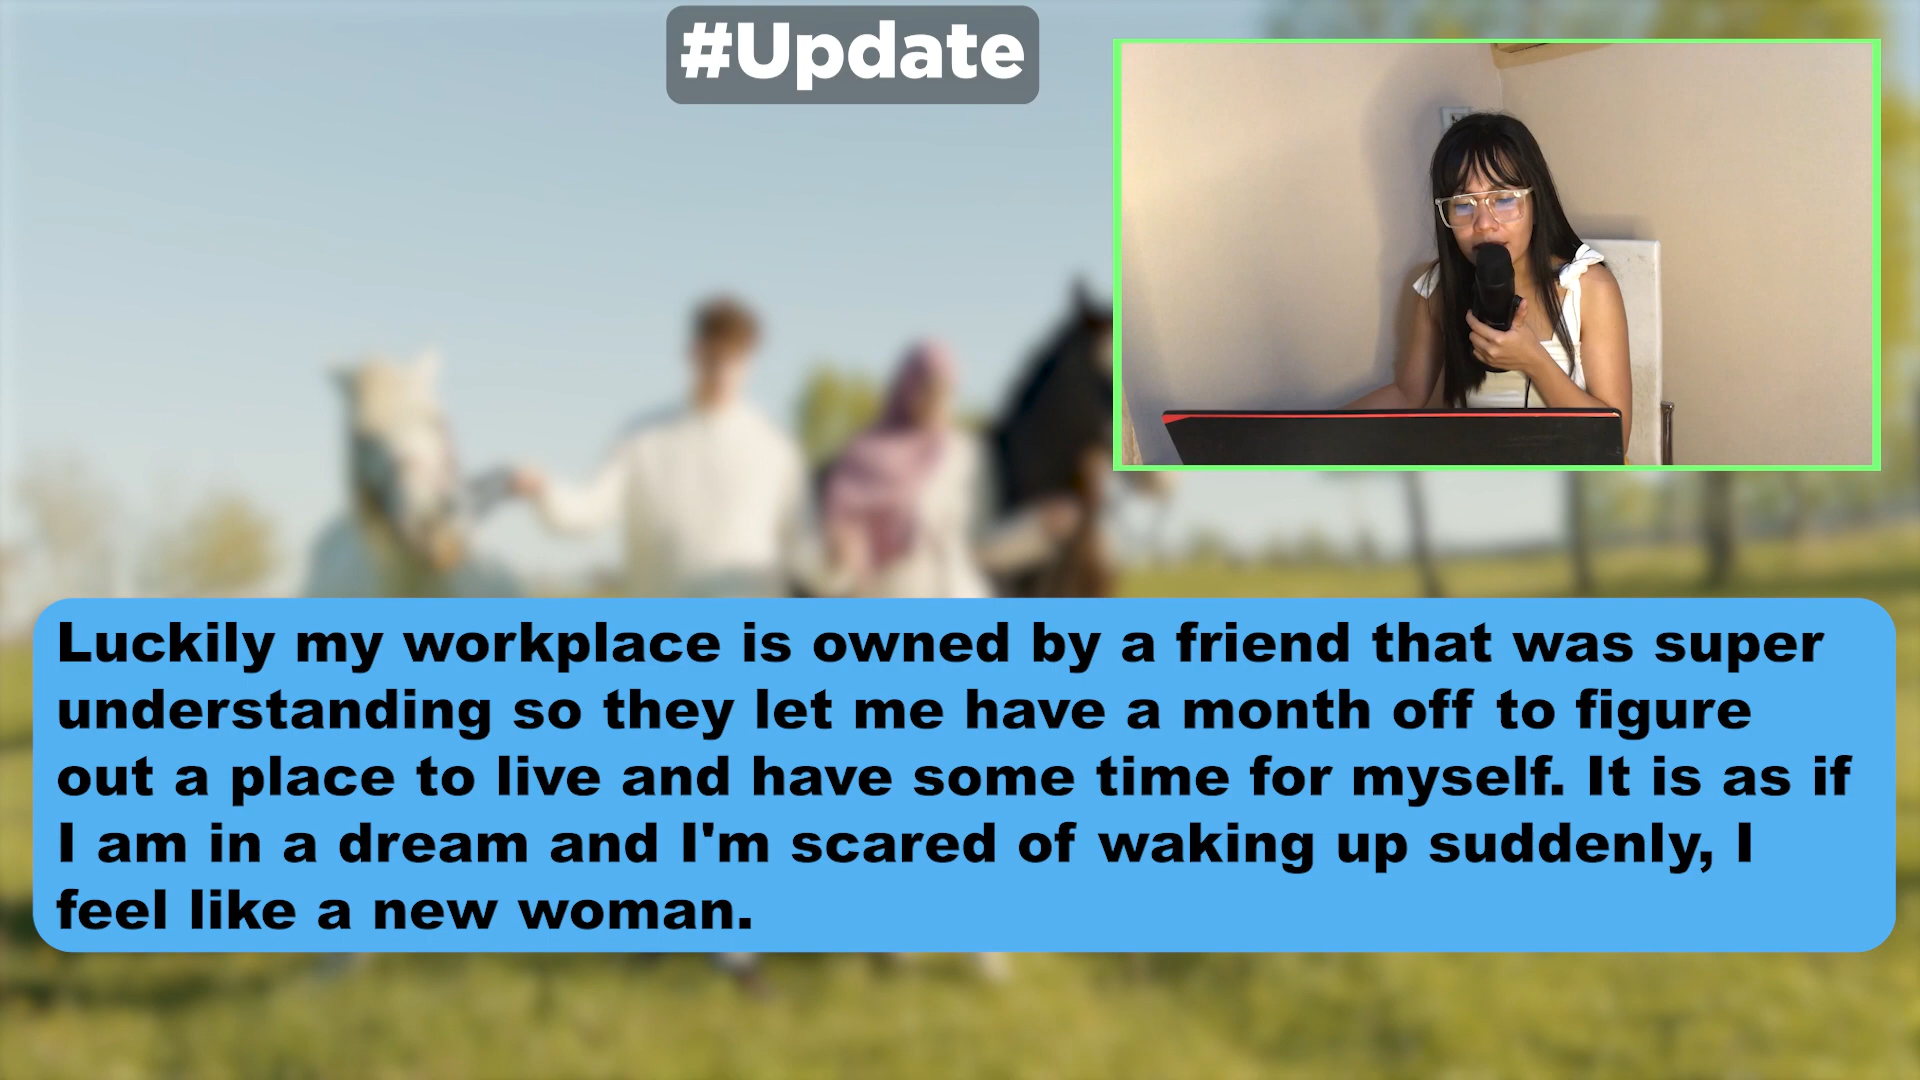 #Update
Luckily my workplace is owned by a friend that was super
understanding so they let me have a month off to figure
out a place to live and have some time for myself. It is as if
I am in a dream and I'm scared of waking up suddenly, I
feel like a new woman.